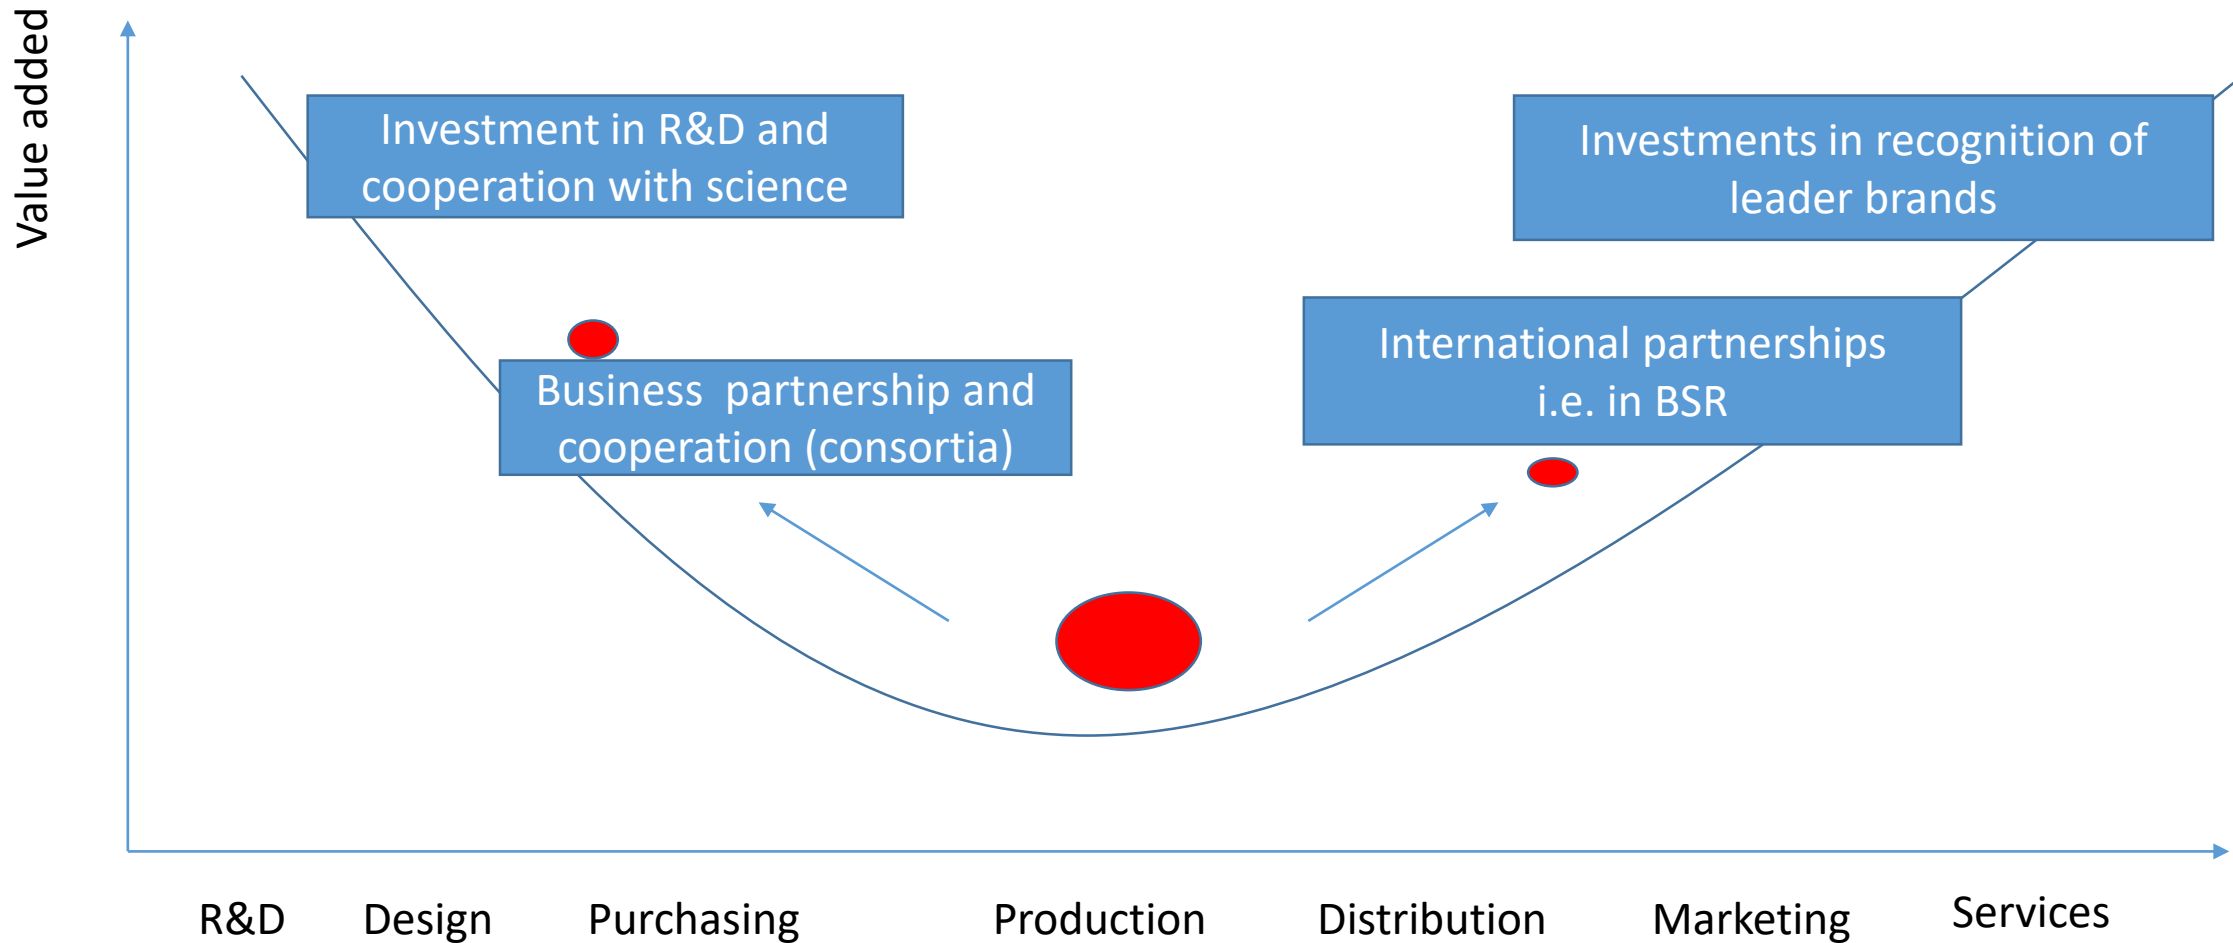 Value added
Investment in R&D and
cooperation with science
Investments in recognition of
leader brands
Business  partnership and
cooperation (consortia)
International partnerships
i.e. in BSR
R&D
Design
Purchasing
Production
Distribution
Marketing
Services